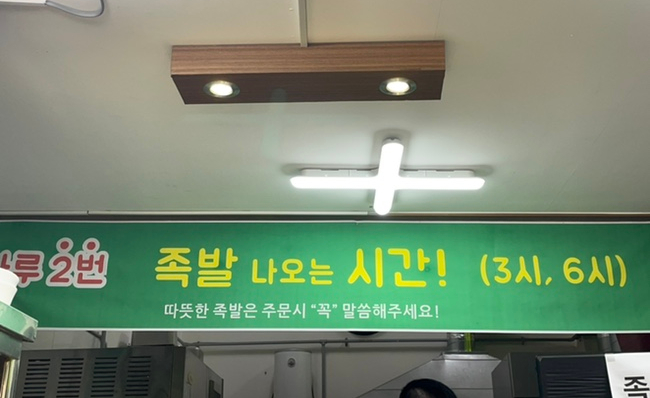 하루 2번 족발 나오는 시간! (3시, 6시)
따뜻한 족발은 주문시 “꼭” 말씀해주세요!
족